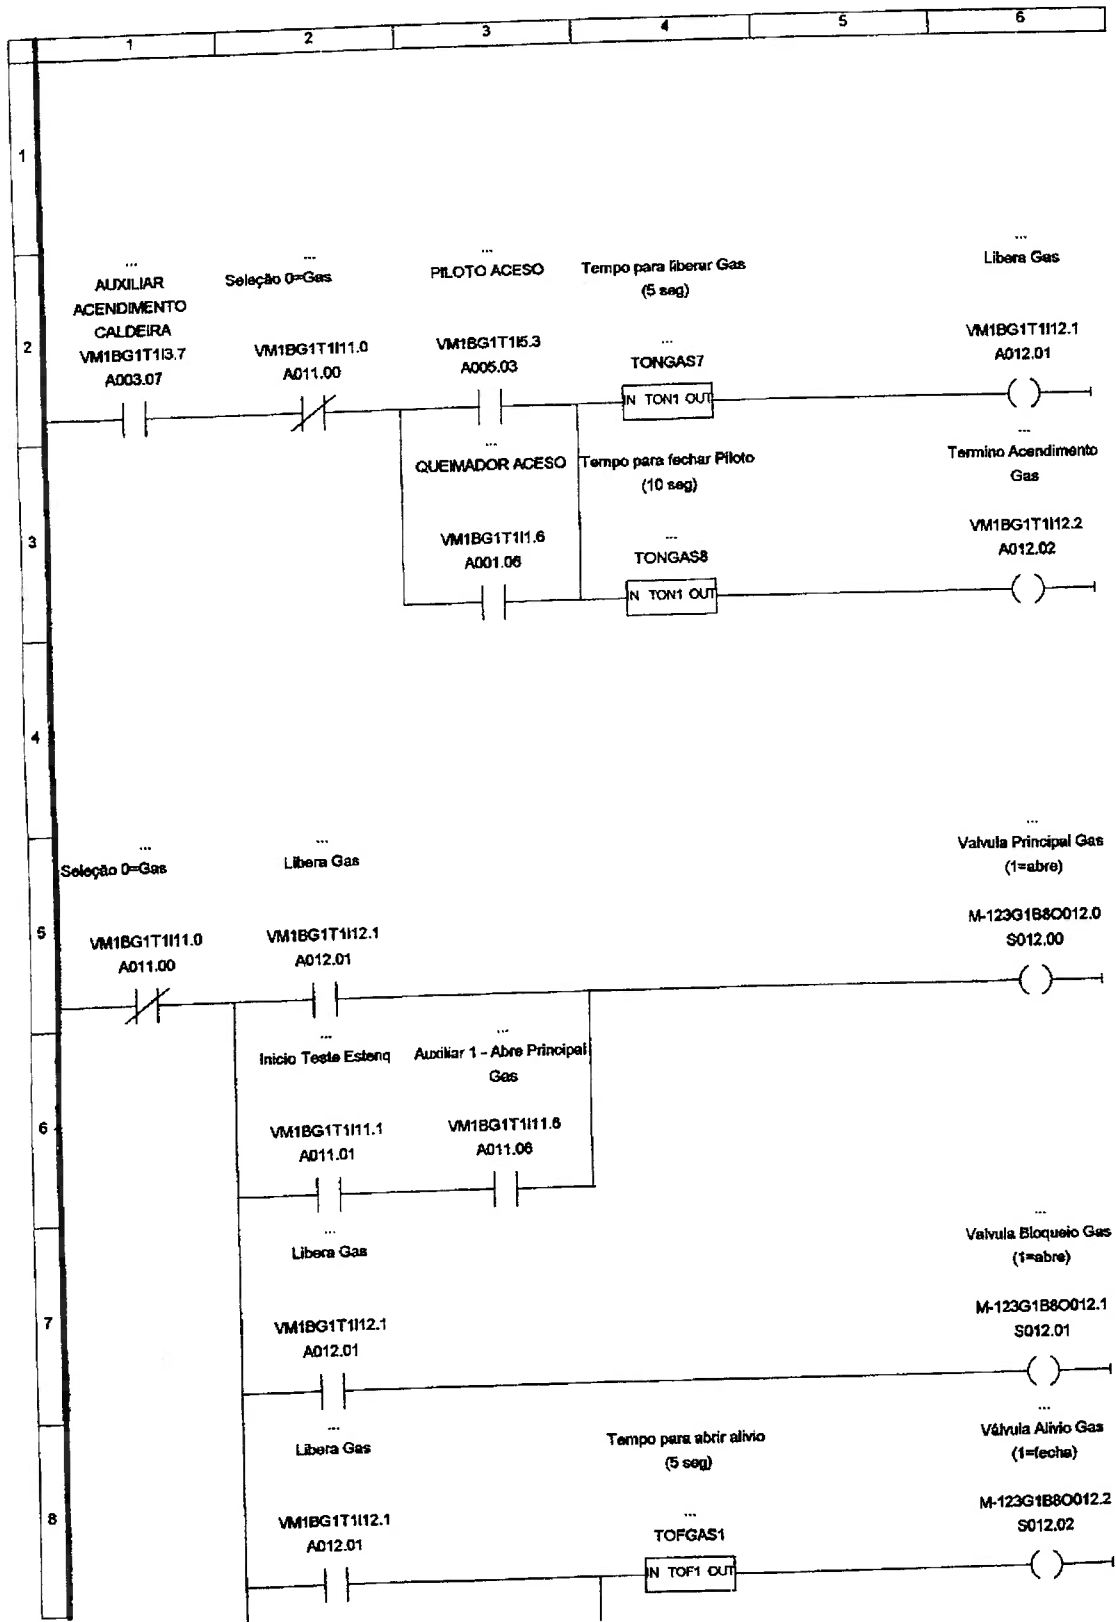 1 2 3 4 5 6
1
...
AUXILIAR
ACENDIMENTO
CALDEIRA
VM1BG1T1I3.7
A003.07
...
Seleção 0=Gas
VM1BG1T1I11.0
A011.00
...
PILOTO ACESO
VM1BG1T1I5.3
A005.03
Tempo para liberar Gas
(5 seg)
...
TONGAS7
IN TON1 OUT
...
Libera Gas
VM1BG1T1I12.1
A012.01
2
...
QUEIMADOR ACESO
VM1BG1T1I1.6
A001.06
Tempo para fechar Piloto
(10 seg)
...
TONGAS8
IN TON1 OUT
...
Termino Acendimento
Gas
VM1BG1T1I12.2
A012.02
3
4
...
Seleção 0=Gas
VM1BG1T1I11.0
A011.00
...
Libera Gas
VM1BG1T1I12.1
A012.01
...
Valvula Principal Gas
(1=abre)
M-123G1B8O012.0
S012.00
5
...
Inicio Teste Estanq
VM1BG1T1I11.1
A011.01
...
Auxiliar 1 - Abre Principal
Gas
VM1BG1T1I11.6
A011.06
6
...
Libera Gas
VM1BG1T1I12.1
A012.01
...
Valvula Bloqueio Gas
(1=abre)
M-123G1B8O012.1
S012.01
7
...
Libera Gas
VM1BG1T1I12.1
A012.01
Tempo para abrir alivio
(5 seg)
...
TOFGAS1
IN TOF1 OUT
...
Válvula Alivio Gas
(1=fecha)
M-123G1B8O012.2
S012.02
8